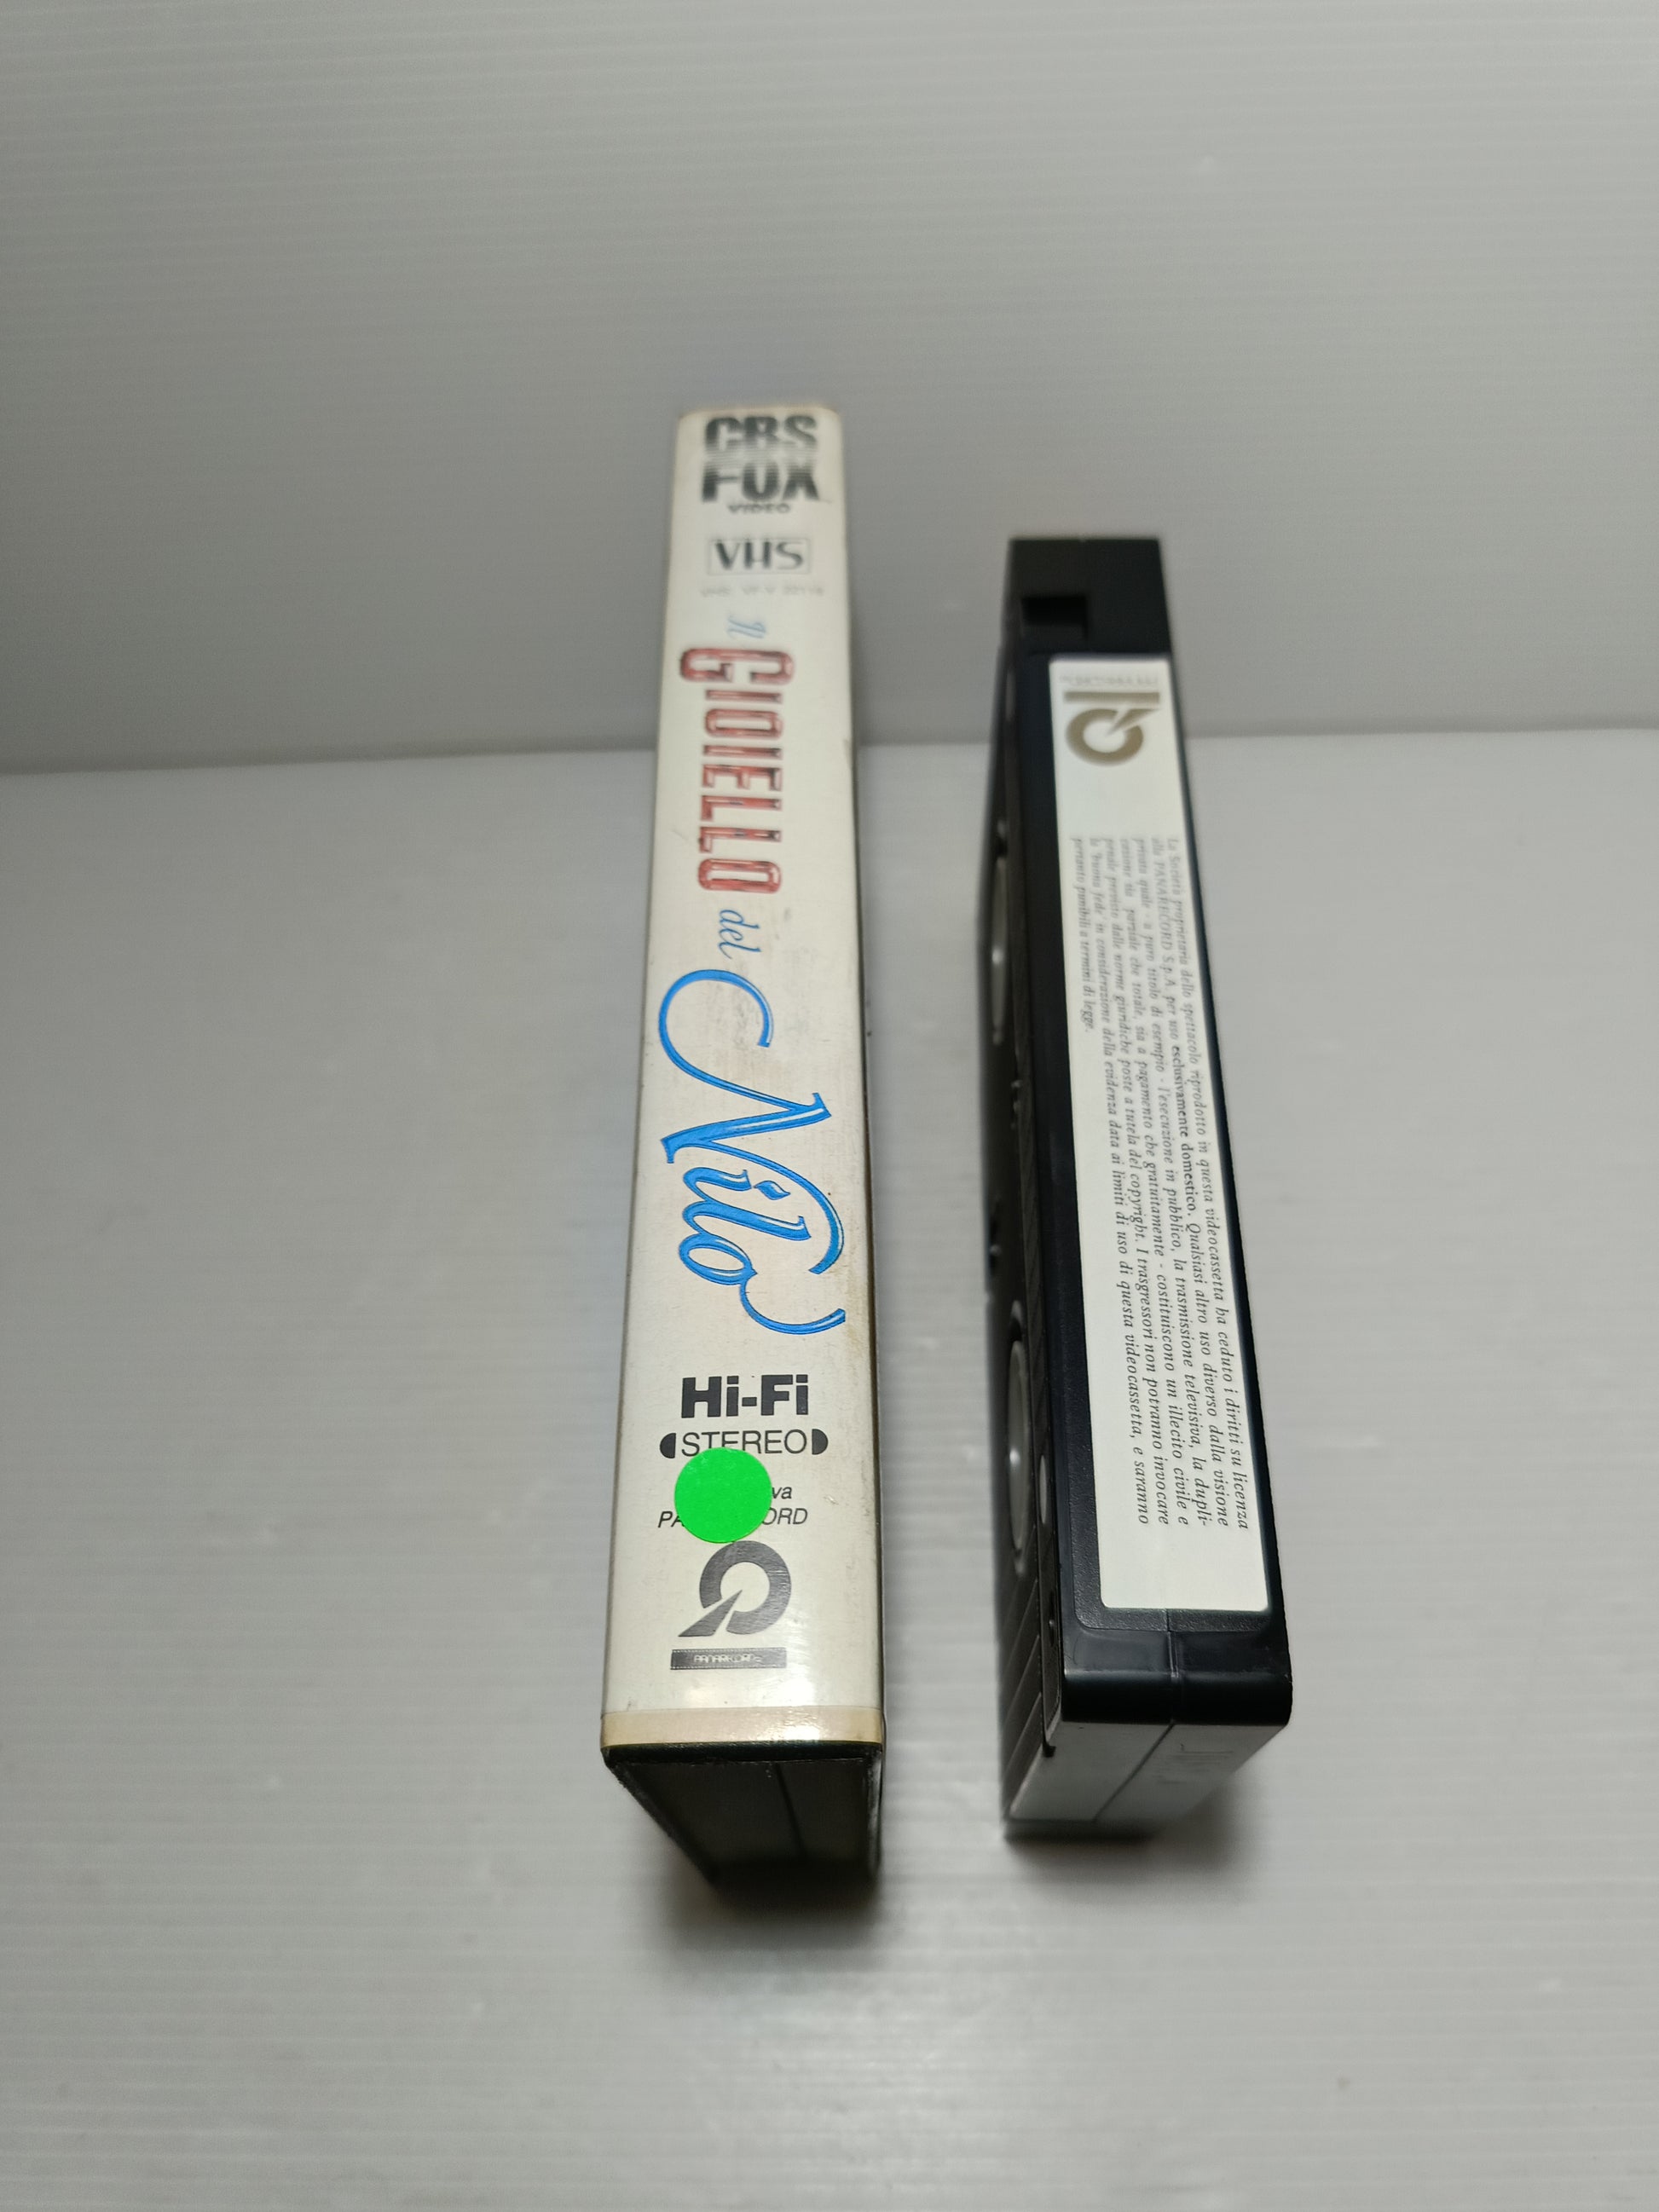 CBS
FOX
VIDEO
VHS
Il GIOIELLO del Nilo
Hi-Fi
STEREO
va
PA ORD
PANARECORD
La Società proprietaria dello spettacolo riprodotto in questa videocassetta ha ceduto i diritti su licenza
alla PANARECORD S.p.A. per uso esclusivamente domestico. Qualsiasi altro uso diverso dalla visione
privata quale - a puro titolo di esempio - l'esecuzione in pubblico, la trasmissione televisiva, la dupli-
cazione sia parziale che totale, sia a pagamento che gratuitamente - costituiscono un illecito civile e
penale previsto dalle norme giuridiche poste a tutela del copyright. I trasgressori non potranno invocare
la 'buona fede' in considerazione della evidenza data ai limiti di uso di questa videocassetta, e saranno
pertanto punibili a termini di legge.